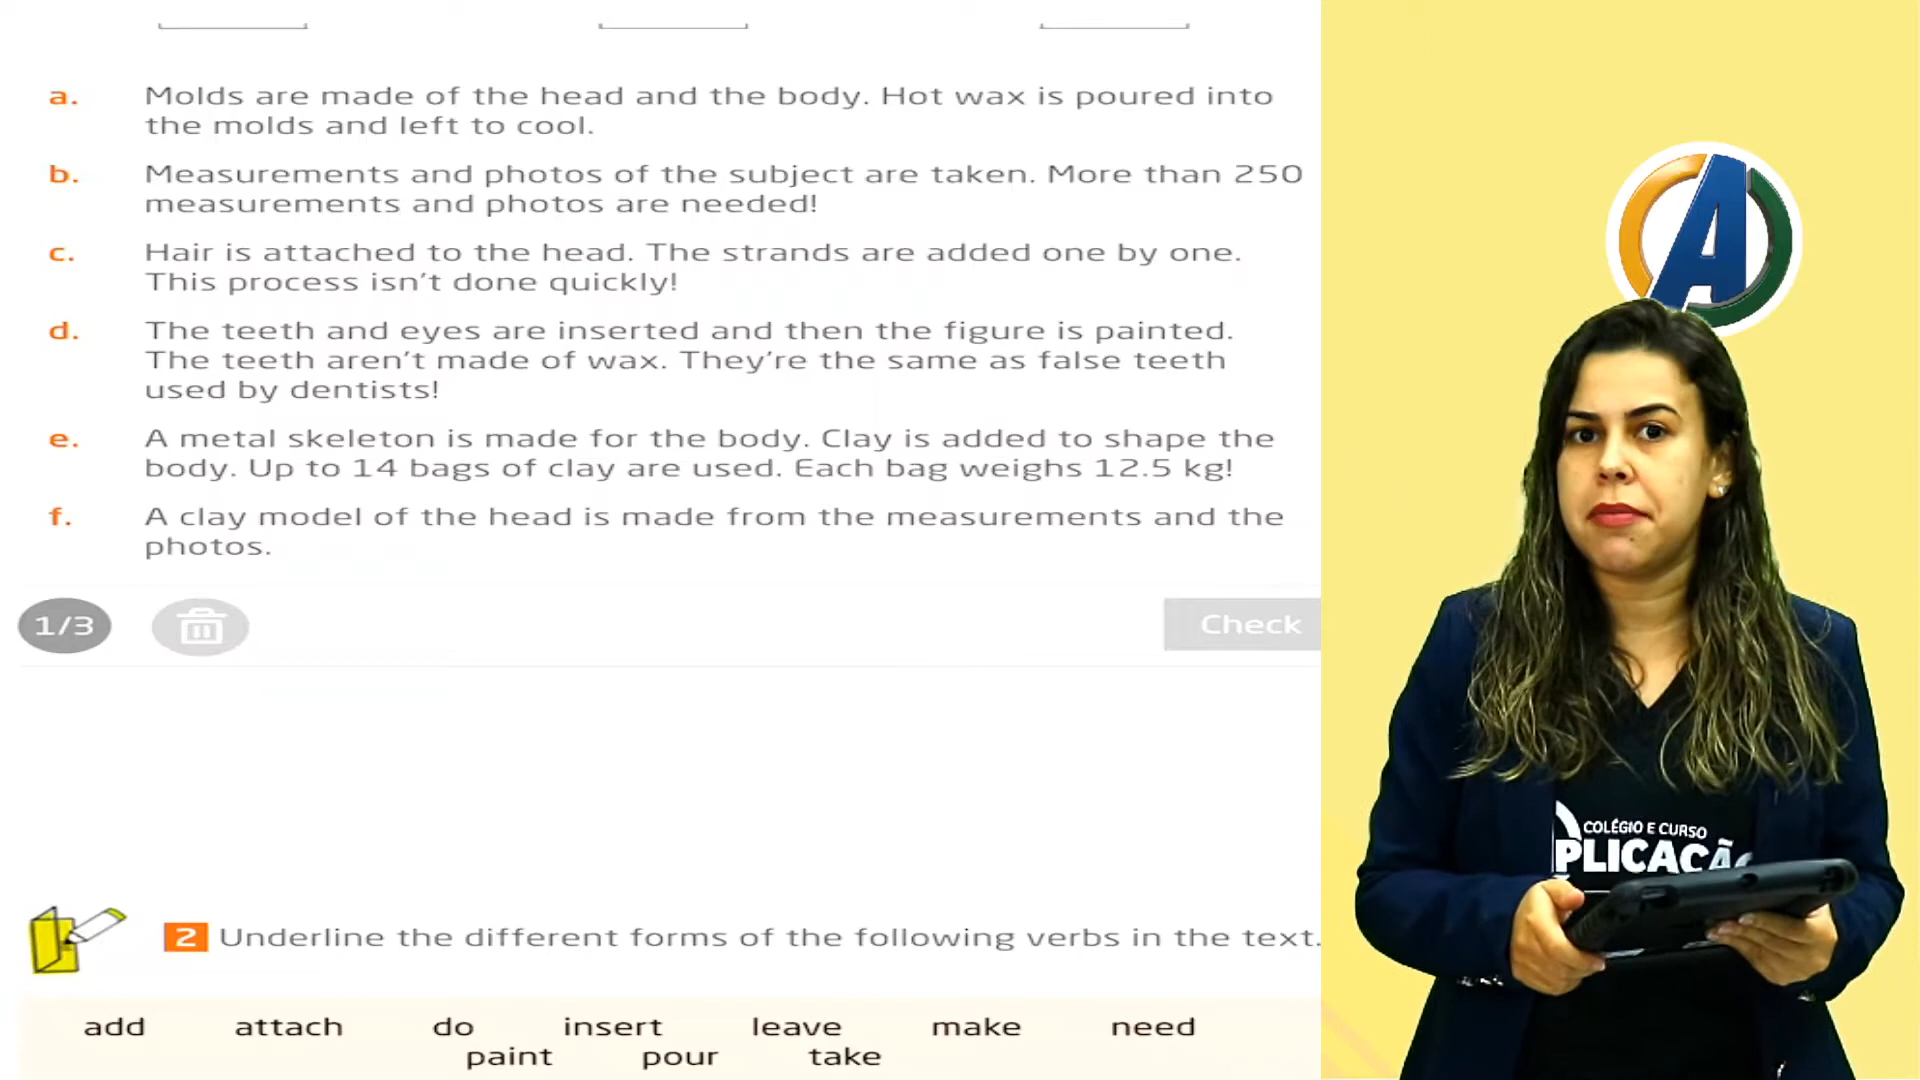 a. Molds are made of the head and the body. Hot wax is poured into
the molds and left to cool.
b. Measurements and photos of the subject are taken. More than 250
measurements and photos are needed!
c. Hair is attached to the head. The strands are added one by one.
This process isn't done quickly!
d. The teeth and eyes are inserted and then the figure is painted.
The teeth aren't made of wax. They're the same as false teeth
used by dentists!
e. A metal skeleton is made for the body. Clay is added to shape the
body. Up to 14 bags of clay are used. Each bag weighs 12.5 kg!
f. A clay model of the head is made from the measurements and the
photos.
1/3
Check
2 Underline the different forms of the following verbs in the text.
add attach do insert leave make need
paint pour take
A
COLÉGIO E CURSO
PLICAÇÃ